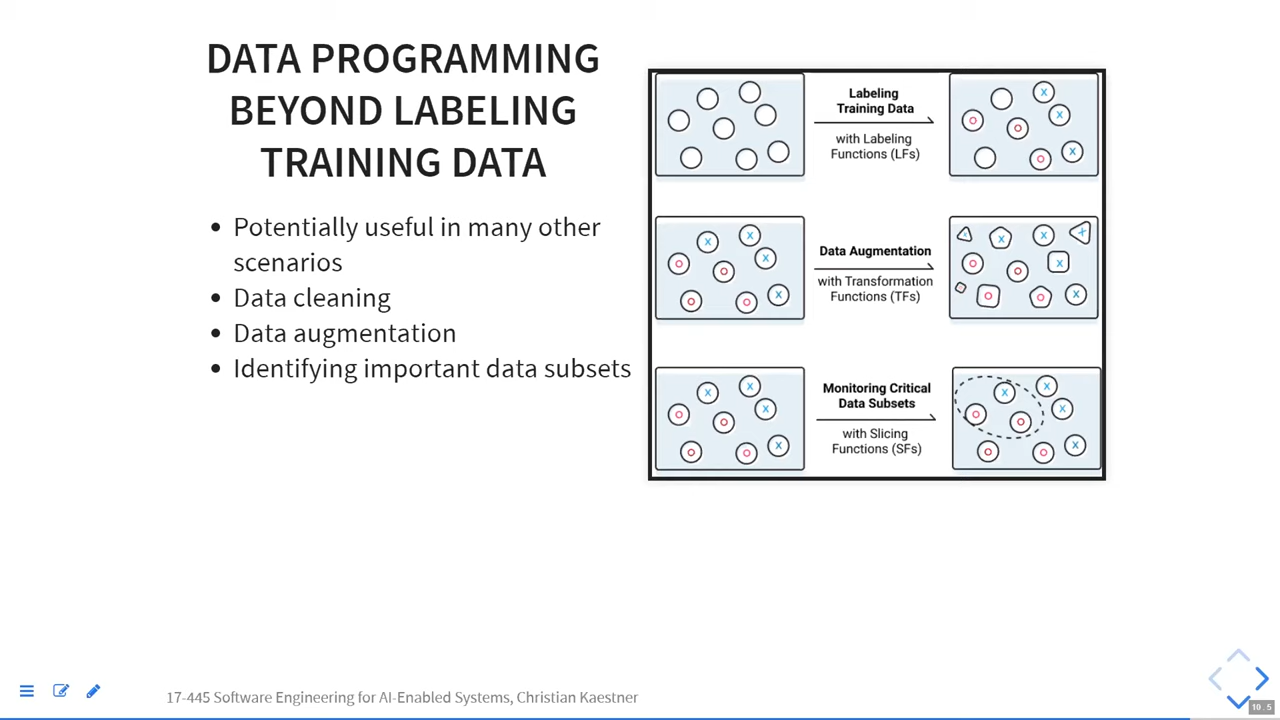 DATA PROGRAMMING
BEYOND LABELING
TRAINING DATA
• Potentially useful in many other
scenarios
• Data cleaning
• Data augmentation
• Identifying important data subsets
Labeling
Training Data
with Labeling
Functions (LFs)
X
X
O
O
X
O
Data Augmentation
with Transformation
Functions (TFs)
X
X
O
X
O
O
O
X
X
X
X
O
O
X
O
O
X
Monitoring Critical
Data Subsets
with Slicing
Functions (SFs)
X
X
O
X
O
O
O
X
X
X
O
X
O
O
O
X
17-445 Software Engineering for AI-Enabled Systems, Christian Kaestner
10.5